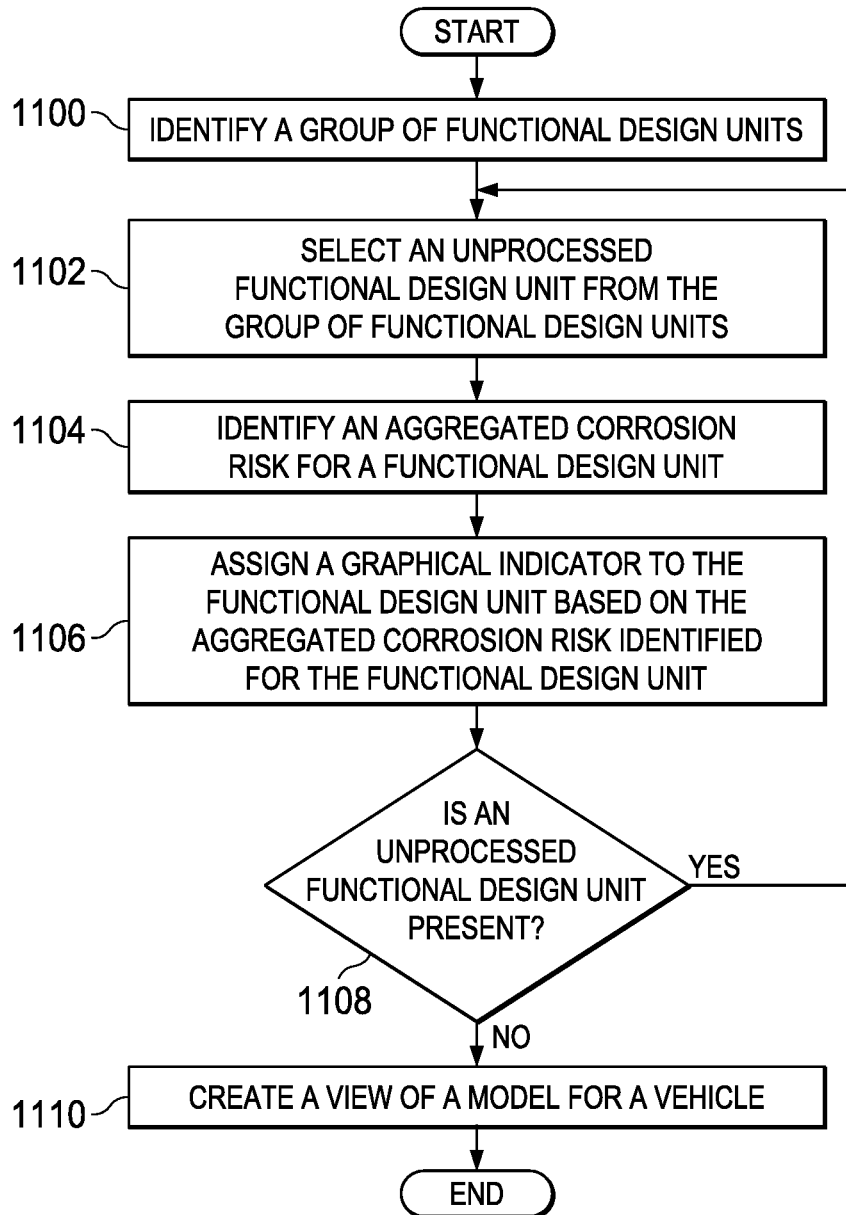 START
1100
IDENTIFY A GROUP OF FUNCTIONAL DESIGN UNITS
1102
SELECT AN UNPROCESSED
FUNCTIONAL DESIGN UNIT FROM THE
GROUP OF FUNCTIONAL DESIGN UNITS
1104
IDENTIFY AN AGGREGATED CORROSION
RISK FOR A FUNCTIONAL DESIGN UNIT
1106
ASSIGN A GRAPHICAL INDICATOR TO THE
FUNCTIONAL DESIGN UNIT BASED ON THE
AGGREGATED CORROSION RISK IDENTIFIED
FOR THE FUNCTIONAL DESIGN UNIT
IS AN
UNPROCESSED
FUNCTIONAL DESIGN UNIT
PRESENT?
YES
1108
NO
1110
CREATE A VIEW OF A MODEL FOR A VEHICLE
END